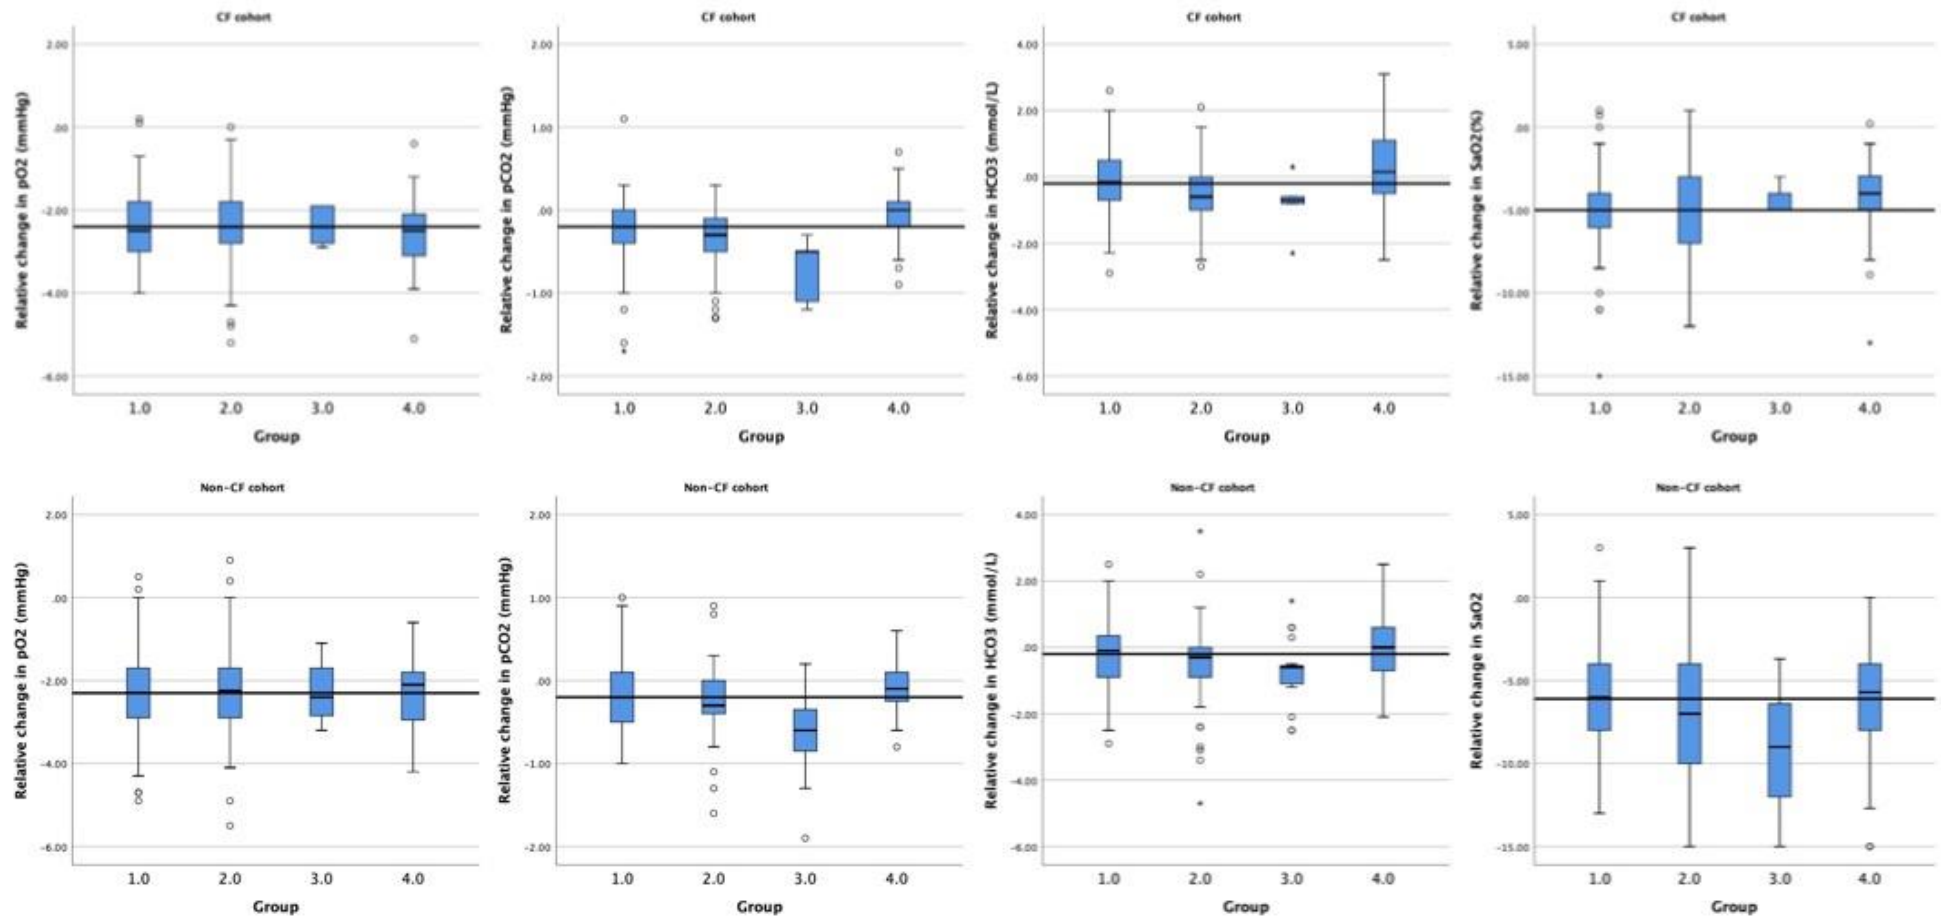 CF cohort
Relative change in pO2 (mmHg)
2.00
.00
-2.00
-4.00
-6.00
1.0 2.0 3.0 4.0
Group
CF cohort
Relative change in pCO2 (mmHg)
2.00
1.00
.00
-1.00
-2.00
1.0 2.0 3.0 4.0
Group
CF cohort
Relative change in HCO3 (mmol/L)
4.00
2.00
.00
-2.00
-4.00
-6.00
1.0 2.0 3.0 4.0
Group
CF cohort
Relative change in SaO2(%)
5.00
.00
-5.00
-10.00
-15.00
1.0 2.0 3.0 4.0
Group
Non-CF cohort
Relative change in pO2 (mmHg)
2.00
.00
-2.00
-4.00
-6.00
1.0 2.0 3.0 4.0
Group
Non-CF cohort
Relative change in pCO2 (mmHg)
2.00
1.00
.00
-1.00
-2.00
1.0 2.0 3.0 4.0
Group
Non-CF cohort
Relative change in HCO3 (mmol/L)
4.00
2.00
.00
-2.00
-4.00
-6.00
1.0 2.0 3.0 4.0
Group
Non-CF cohort
Relative change in SaO2
5.00
.00
-5.00
-10.00
-15.00
1.0 2.0 3.0 4.0
Group